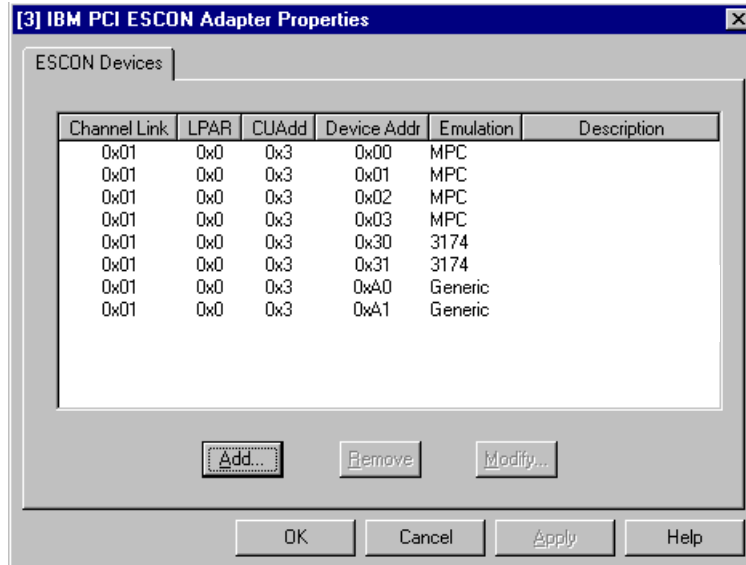 [3] IBM PCI ESCON Adapter Properties
ESCON Devices
Channel Link LPAR CUAdd Device Addr Emulation Description
0x01 0x0 0x3 0x00 MPC
0x01 0x0 0x3 0x01 MPC
0x01 0x0 0x3 0x02 MPC
0x01 0x0 0x3 0x03 MPC
0x01 0x0 0x3 0x30 3174
0x01 0x0 0x3 0x31 3174
0x01 0x0 0x3 0xA0 Generic
0x01 0x0 0x3 0xA1 Generic
Add... Remove Modify...
OK Cancel Apply Help